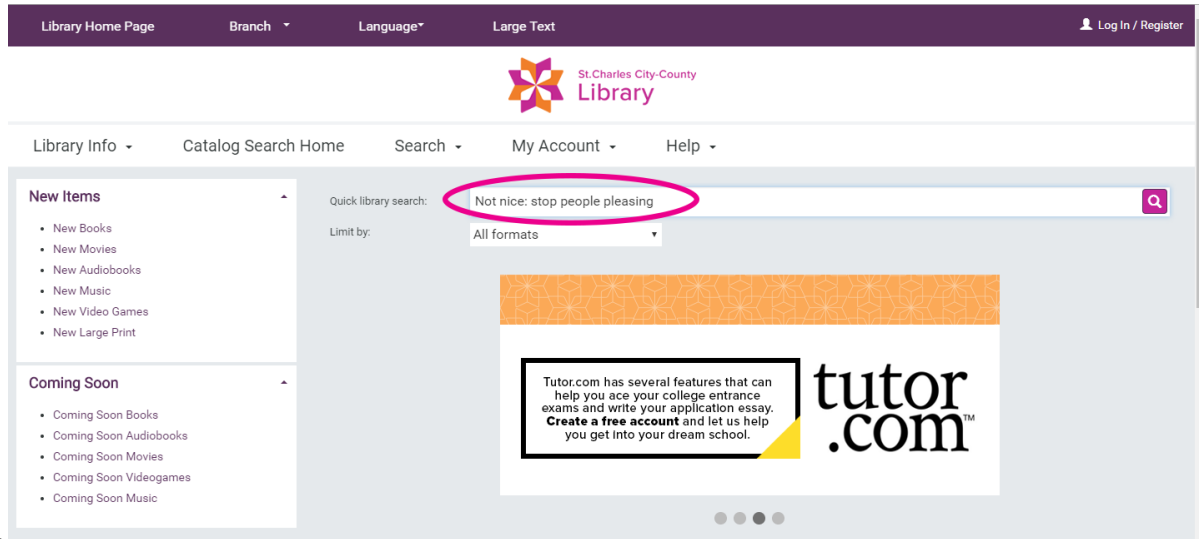 Library Home Page Branch Language Large Text Log In / Register
St.Charles City-County
Library
Library Info Catalog Search Home Search My Account Help
New Items
New Books
New Movies
New Audiobooks
New Music
New Video Games
New Large Print
Coming Soon
Coming Soon Books
Coming Soon Audiobooks
Coming Soon Movies
Coming Soon Videogames
Coming Soon Music
Quick library search: Not nice: stop people pleasing
Limit by: All formats
Tutor.com has several features that can
help you ace your college entrance
exams and write your application essay.
Create a free account and let us help
you get into your dream school.
tutor
.com™